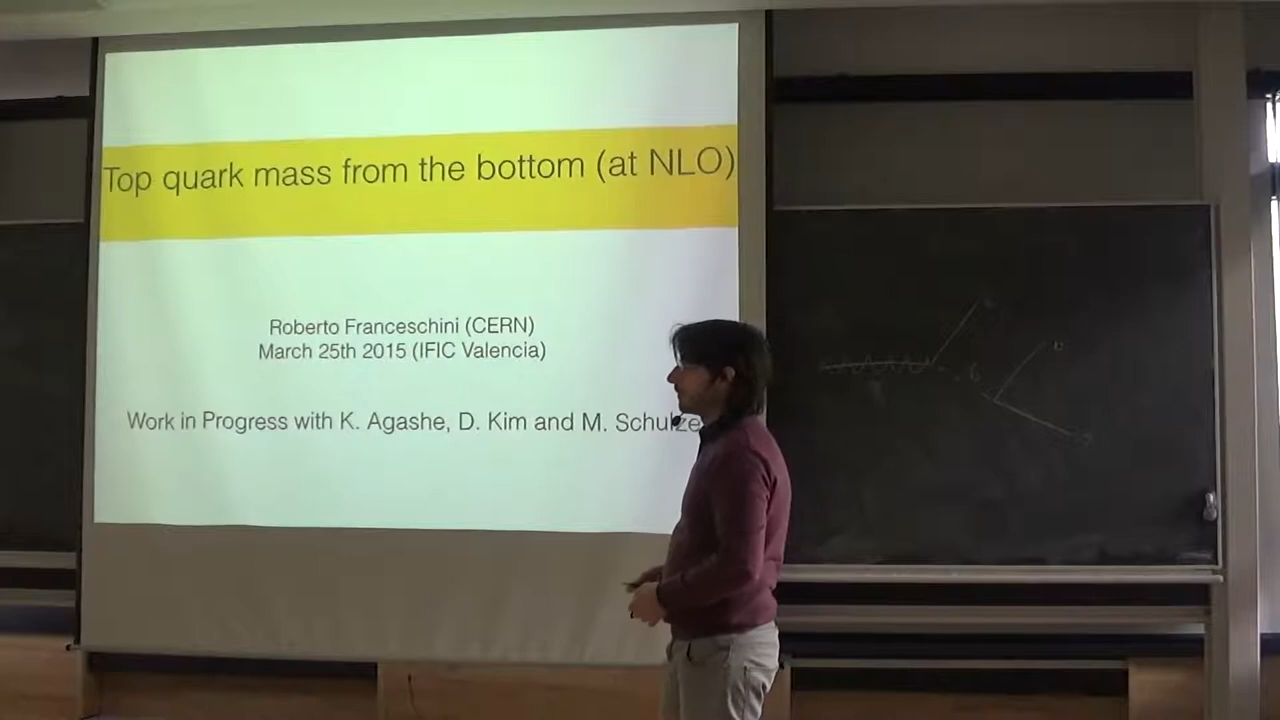 Top quark mass from the bottom (at NLO)
Roberto Franceschini (CERN)
March 25th 2015 (IFIC Valencia)
Work in Progress with K. Agashe, D. Kim and M. Schulze